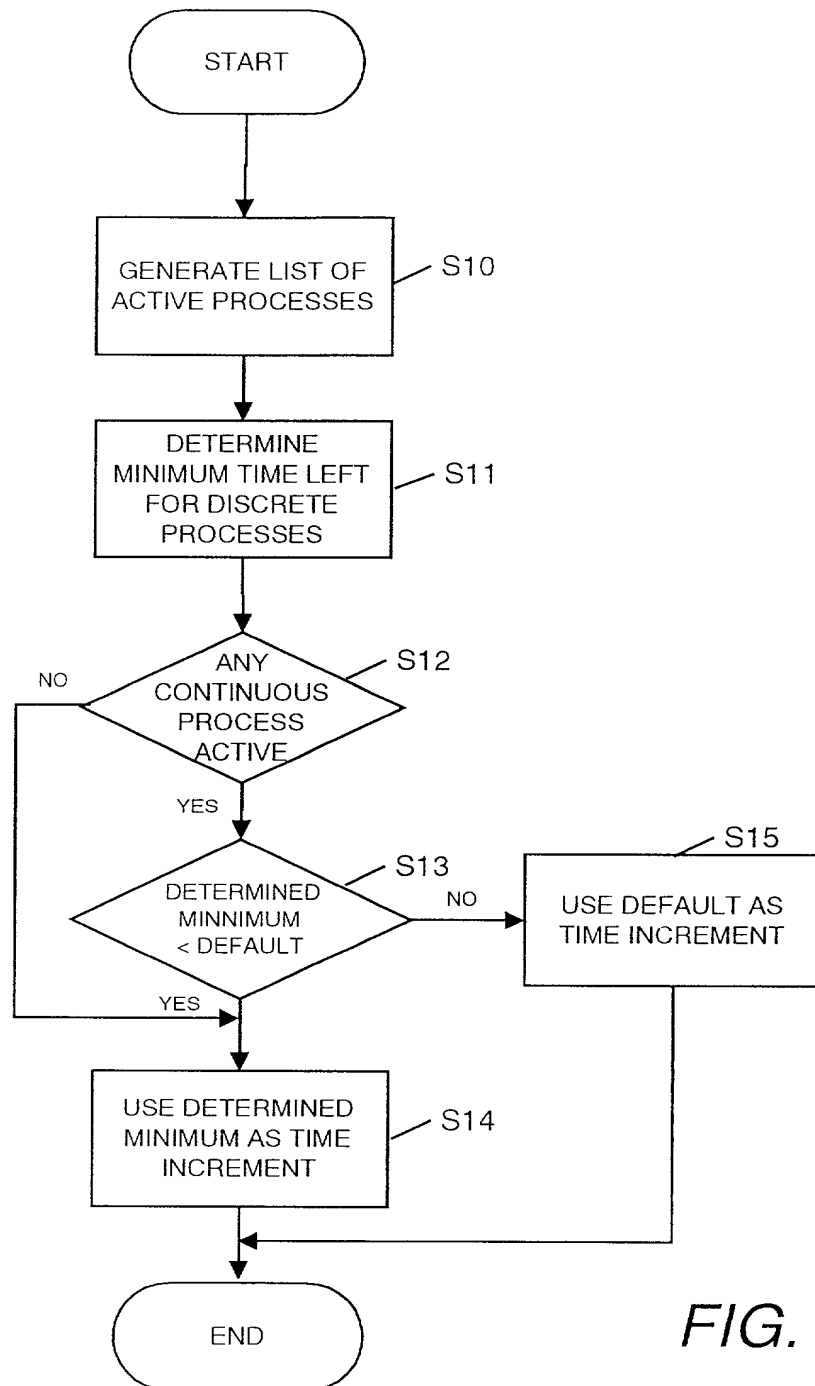 START
GENERATE LIST OF
ACTIVE PROCESSES
S10
DETERMINE
MINIMUM TIME LEFT
FOR DISCRETE
PROCESSES
S11
ANY
CONTINUOUS
PROCESS
ACTIVE
S12
NO
YES
DETERMINED
MINNIMUM
< DEFAULT
S13
NO
USE DEFAULT AS
TIME INCREMENT
S15
YES
USE DETERMINED
MINIMUM AS TIME
INCREMENT
S14
END
FIG.